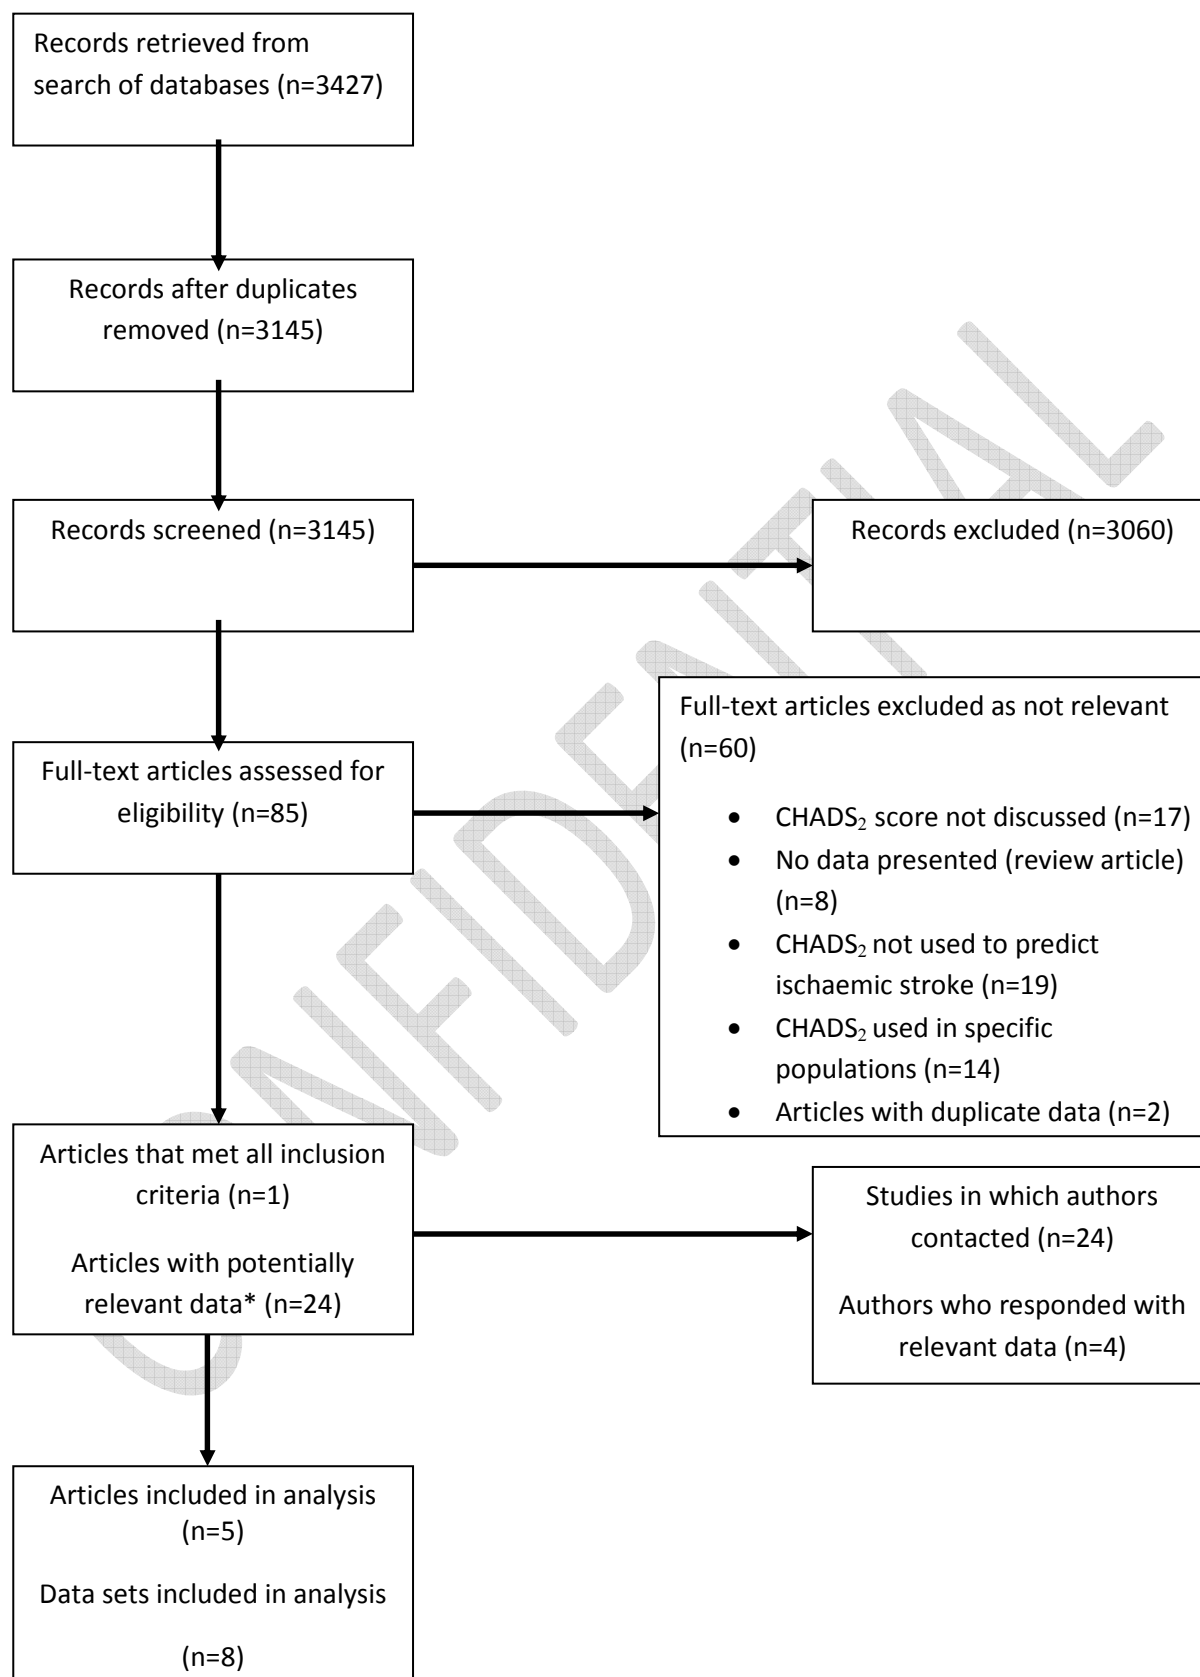 Records retrieved from
search of databases (n=3427)
Records after duplicates
removed (n=3145)
Records screened (n=3145)
Records excluded (n=3060)
Full-text articles assessed for
eligibility (n=85)
Full-text articles excluded as not relevant
(n=60)
• CHADS₂ score not discussed (n=17)
• No data presented (review article)
(n=8)
• CHADS₂ not used to predict
ischaemic stroke (n=19)
• CHADS₂ used in specific
populations (n=14)
• Articles with duplicate data (n=2)
Articles that met all inclusion
criteria (n=1)
Articles with potentially
relevant data* (n=24)
Studies in which authors
contacted (n=24)
Authors who responded with
relevant data (n=4)
Articles included in analysis
(n=5)
Data sets included in analysis
(n=8)
CONFIDENTIAL